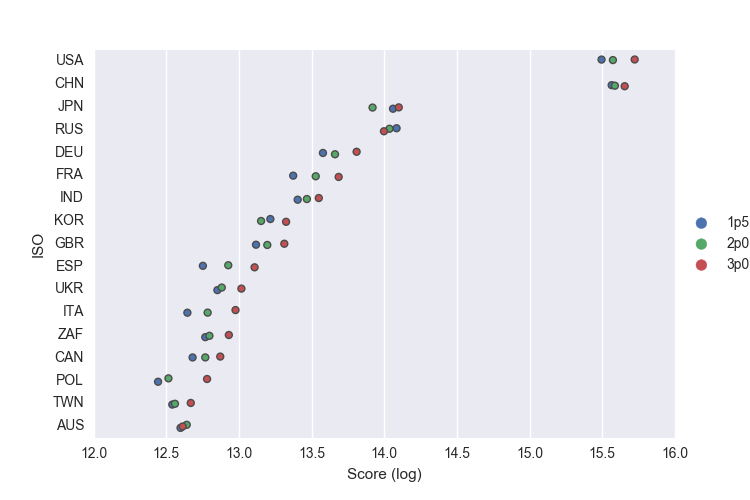 USA
CHN
JPN
RUS
DEU
FRA
IND
KOR
GBR
ESP
UKR
ITA
ZAF
CAN
POL
TWN
AUS
ISO
12.0 12.5 13.0 13.5 14.0 14.5 15.0 15.5 16.0
Score (log)
1p5
2p0
3p0